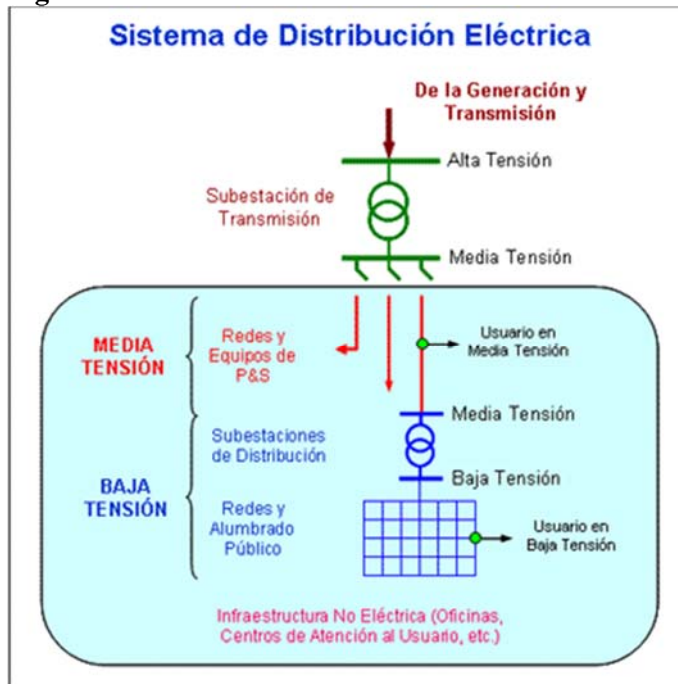 Sistema de Distribución Eléctrica
De la Generación y
Transmisión
Alta Tensión
Subestación de
Transmisión
Media Tensión
MEDIA
TENSIÓN
Redes y
Equipos de
P&S
Usuario en
Media Tensión
Media Tensión
Subestaciones
de Distribución
BAJA
TENSIÓN
Baja Tensión
Redes y
Alumbrado
Público
Usuario en
Baja Tensión
Infraestructura No Eléctrica (Oficinas,
Centros de Atención al Usuario, etc.)